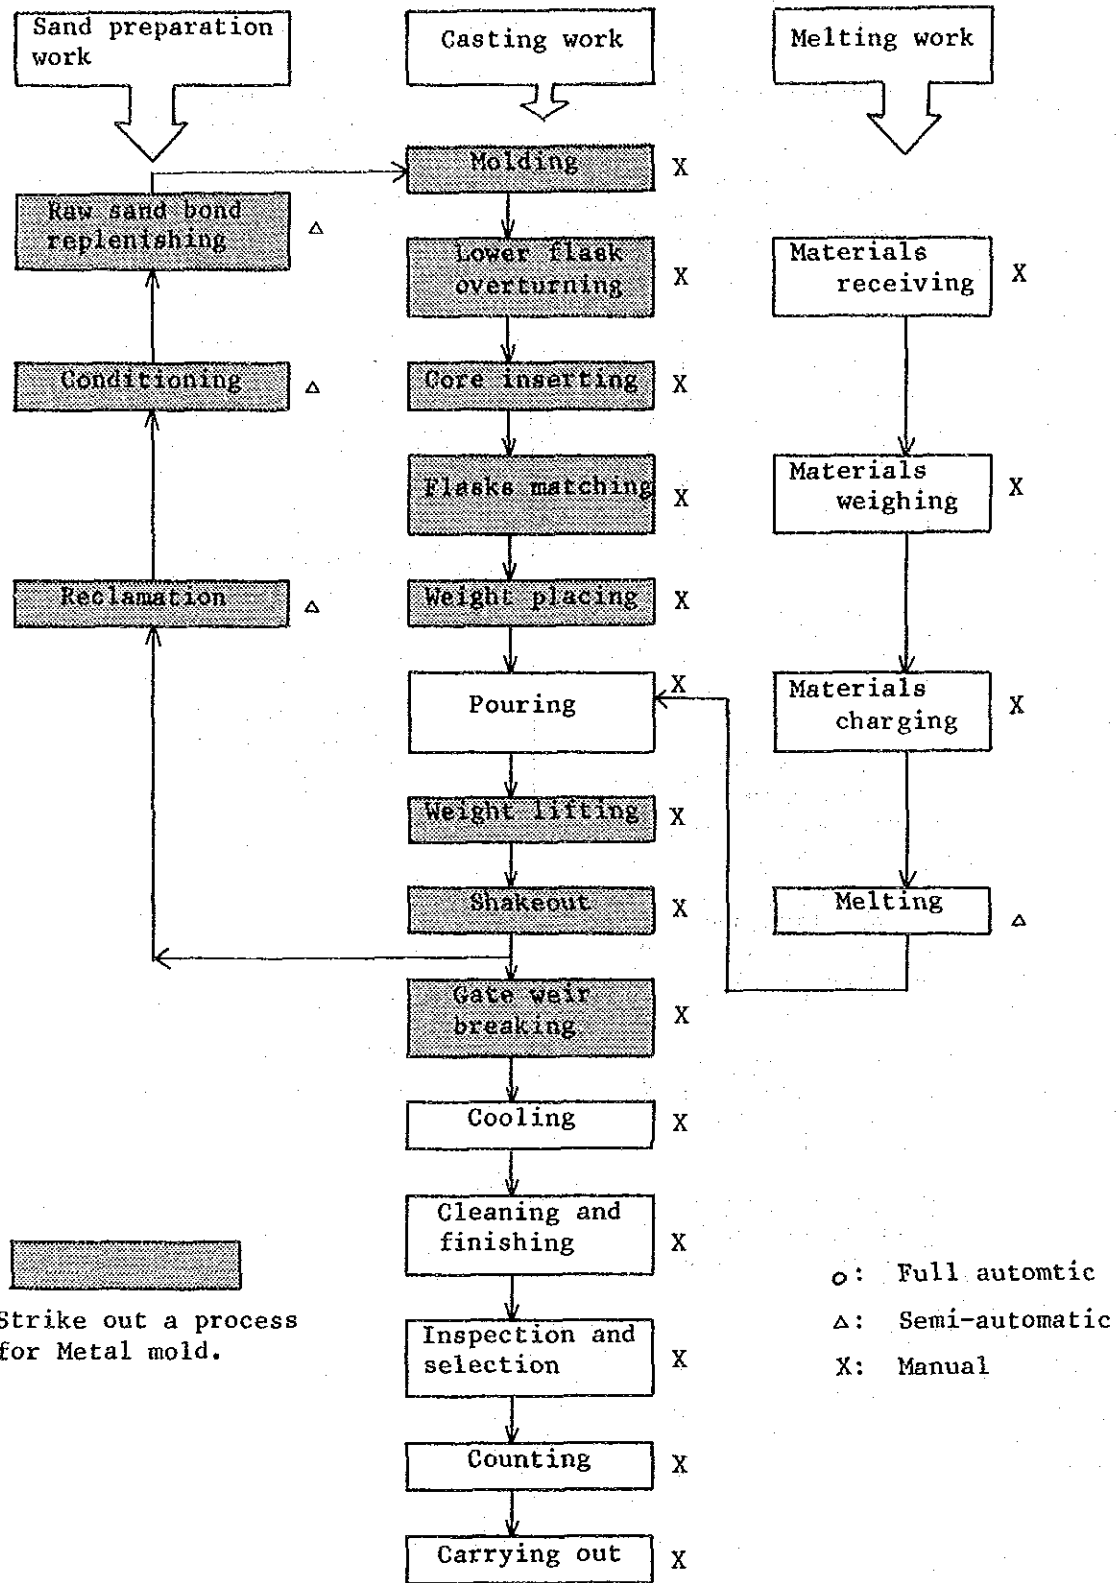 Sand preparation
work
Casting work
Melting work
Molding X
Raw sand bond
replenishing △
Lower flask
overturning X
Materials
receiving X
Conditioning △
Core inserting X
Flasks matching X
Materials
weighing X
Reclamation △
Weight placing X
Pouring X
Materials
charging X
Weight lifting X
Shakeout X
Melting △
Gate weir
breaking X
Cooling X
Cleaning and
finishing X
Inspection and
selection X
Counting X
Carrying out X
Strike out a process
for Metal mold.
o: Full automtic
△: Semi-automatic
X: Manual